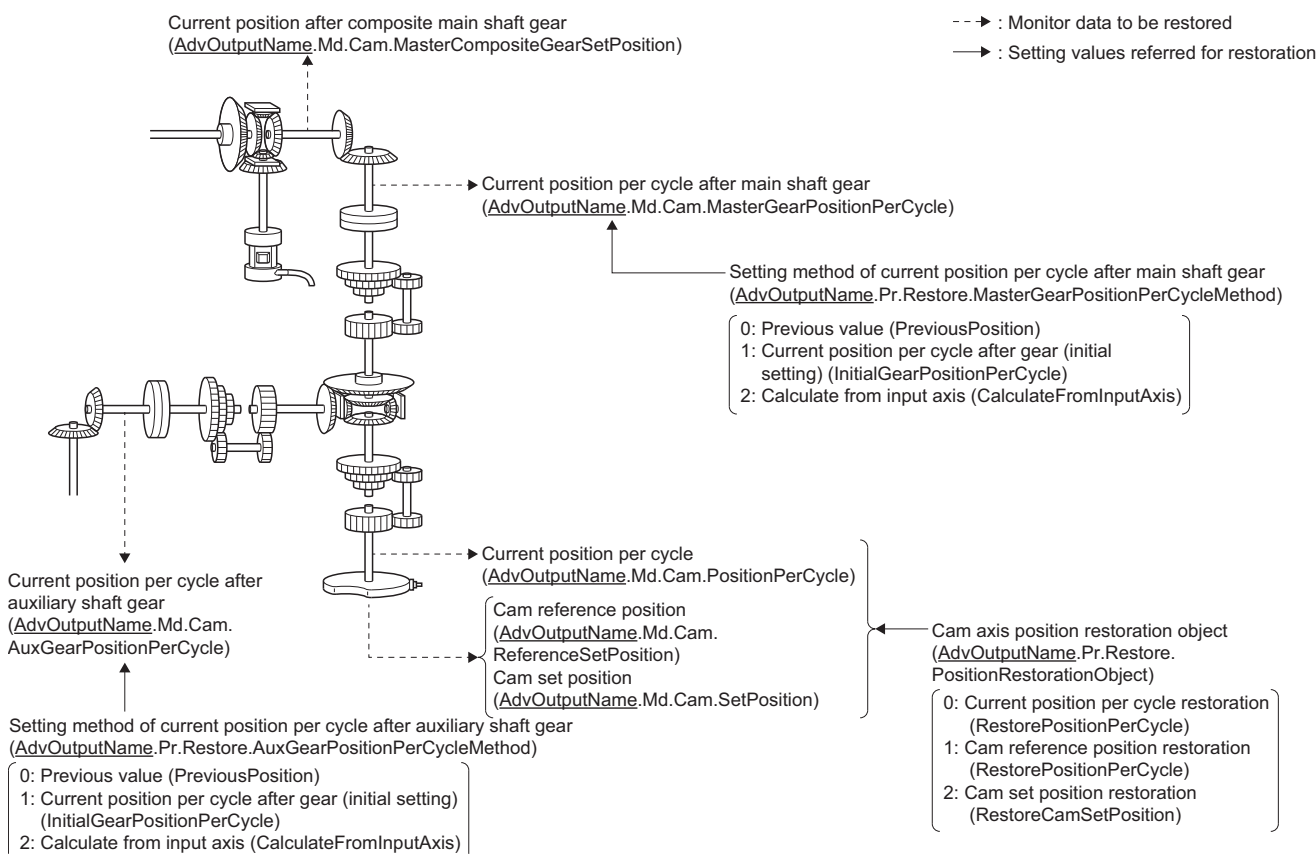 Current position after composite main shaft gear
(AdvOutputName.Md.Cam.MasterCompositeGearSetPosition)
: Monitor data to be restored
: Setting values referred for restoration
Current position per cycle after main shaft gear
(AdvOutputName.Md.Cam.MasterGearPositionPerCycle)
Setting method of current position per cycle after main shaft gear
(AdvOutputName.Pr.Restore.MasterGearPositionPerCycleMethod)
0: Previous value (PreviousPosition)
1: Current position per cycle after gear (initial
setting) (InitialGearPositionPerCycle)
2: Calculate from input axis (CalculateFromInputAxis)
Current position per cycle
(AdvOutputName.Md.Cam.PositionPerCycle)
Cam reference position
(AdvOutputName.Md.Cam.
ReferenceSetPosition)
Cam set position
(AdvOutputName.Md.Cam.SetPosition)
Cam axis position restoration object
(AdvOutputName.Pr.Restore.
PositionRestorationObject)
0: Current position per cycle restoration
(RestorePositionPerCycle)
1: Cam reference position restoration
(RestorePositionPerCycle)
2: Cam set position restoration
(RestoreCamSetPosition)
Current position per cycle after
auxiliary shaft gear
(AdvOutputName.Md.Cam.
AuxGearPositionPerCycle)
Setting method of current position per cycle after auxiliary shaft gear
(AdvOutputName.Pr.Restore.AuxGearPositionPerCycleMethod)
0: Previous value (PreviousPosition)
1: Current position per cycle after gear (initial setting)
(InitialGearPositionPerCycle)
2: Calculate from input axis (CalculateFromInputAxis)